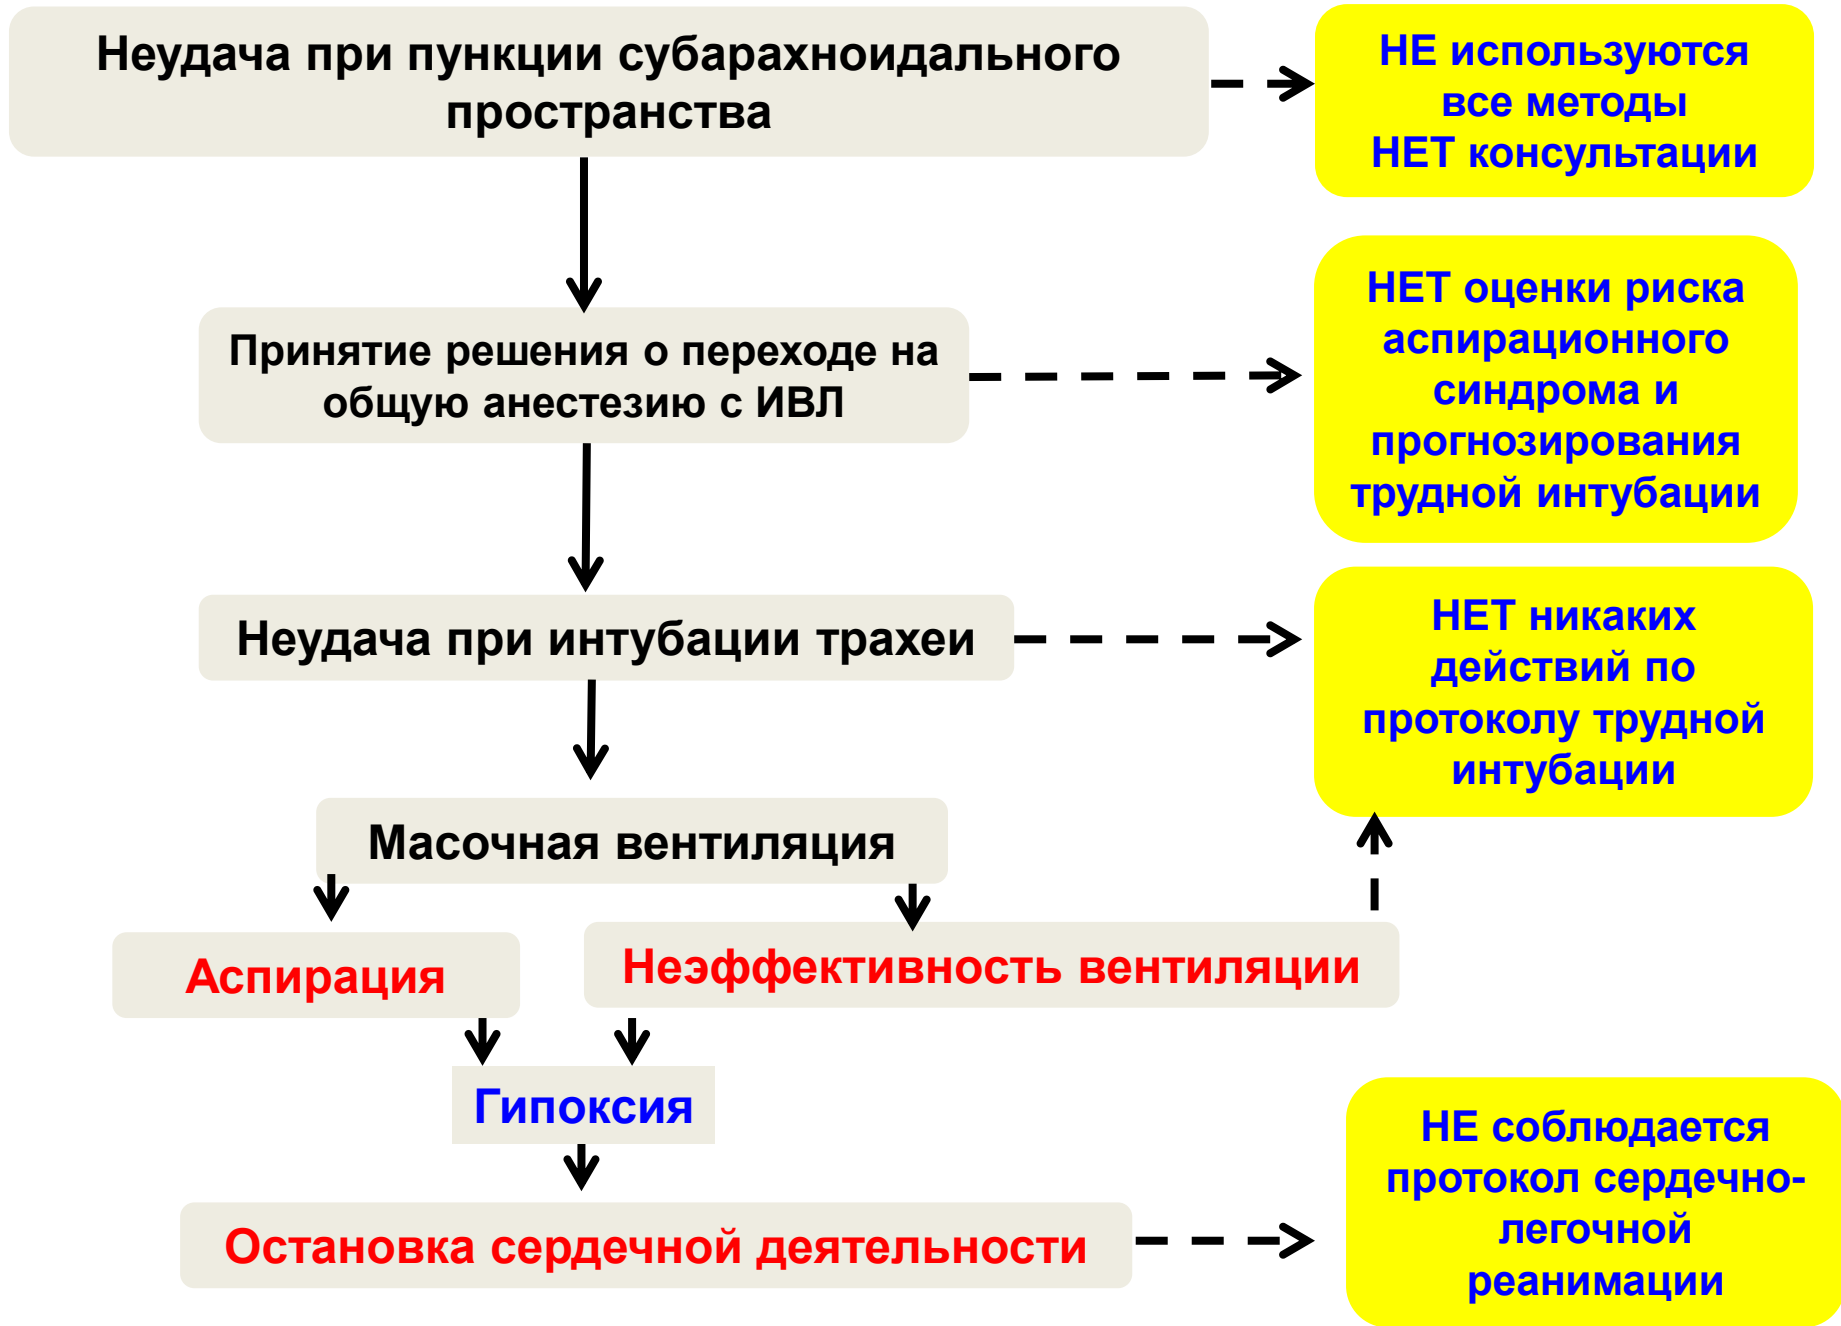 Неудача при пункции субарахноидального
пространства
НЕ используются
все методы
НЕТ консультации
Принятие решения о переходе на
общую анестезию с ИВЛ
НЕТ оценки риска
аспирационного
синдрома и
прогнозирования
трудной интубации
Неудача при интубации трахеи
НЕТ никаких
действий по
протоколу трудной
интубации
Масочная вентиляция
Аспирация
Неэффективность вентиляции
Гипоксия
Остановка сердечной деятельности
НЕ соблюдается
протокол сердечно-
легочной
реанимации